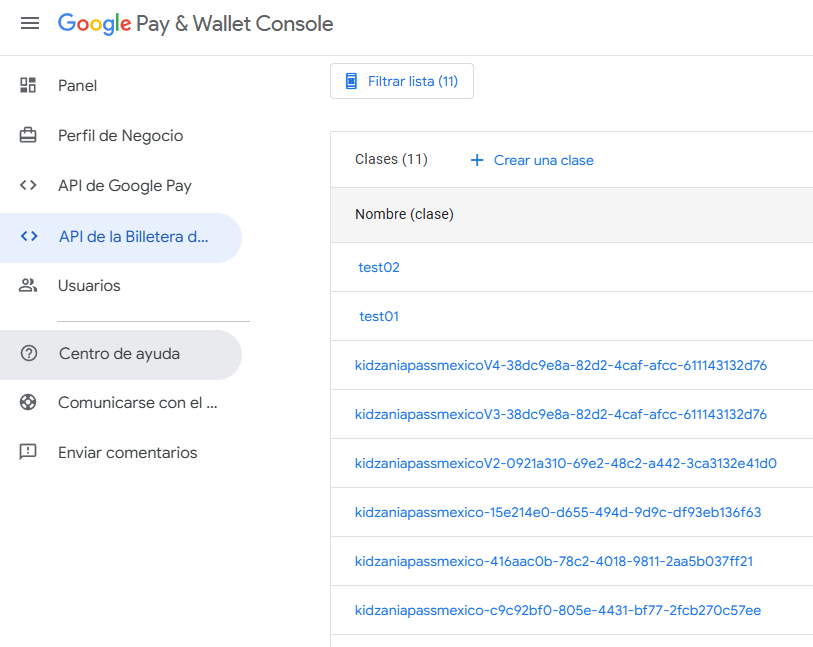 Google Pay & Wallet Console
Panel
Perfil de Negocio
API de Google Pay
API de la Billetera d...
Usuarios
Centro de ayuda
Comunicarse con el ...
Enviar comentarios
Filtrar lista (11)
Clases (11)
Crear una clase
Nombre (clase)
test02
test01
kidzaniapassmexicoV4-38dc9e8a-82d2-4caf-afcc-611143132d76
kidzaniapassmexicoV3-38dc9e8a-82d2-4caf-afcc-611143132d76
kidzaniapassmexicoV2-0921a310-69e2-48c2-a442-3ca3132e41d0
kidzaniapassmexico-15e214e0-d655-494d-9d9c-df93eb136f63
kidzaniapassmexico-416aac0b-78c2-4018-9811-2aa5b037ff21
kidzaniapassmexico-c9c92bf0-805e-4431-bf77-2fcb270c57ee